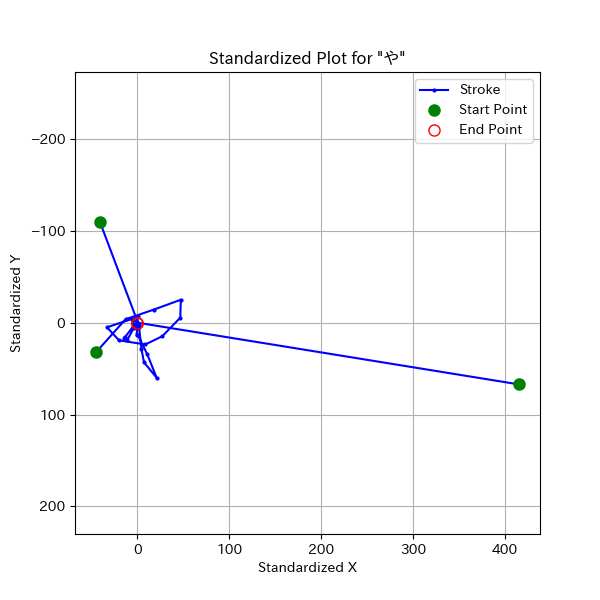 Standardized Plot for "や"
Stroke
Start Point
End Point
Standardized Y
−200
−100
0
100
200
0 100 200 300 400
Standardized X